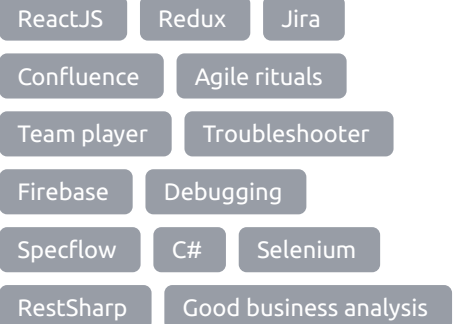 ReactJS Redux Jira
Confluence Agile rituals
Team player Troubleshooter
Firebase Debugging
Specflow C# Selenium
RestSharp Good business analysis